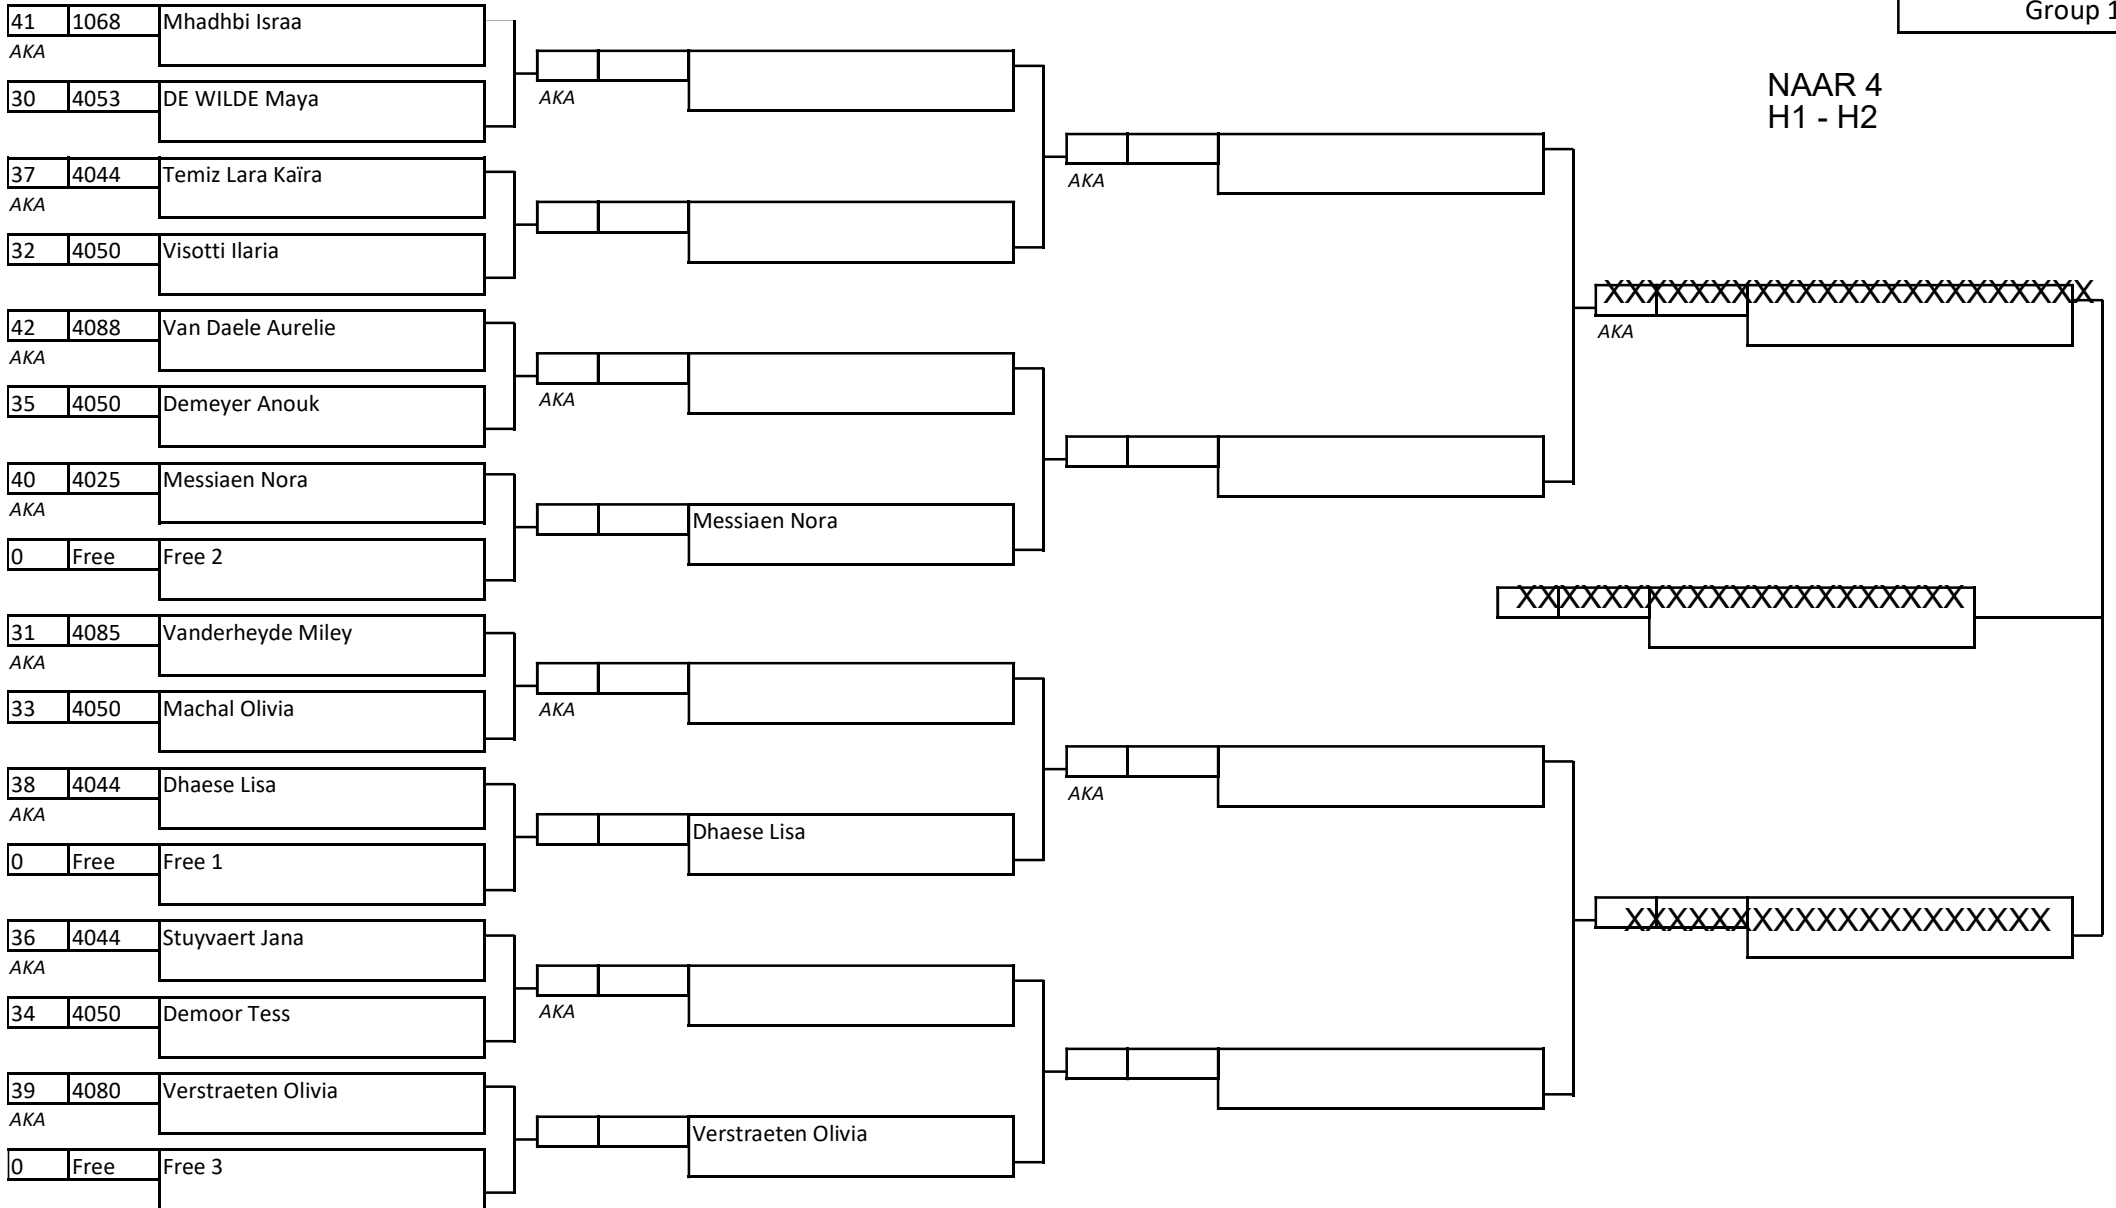 Group 1
NAAR 4
H1 - H2
41 1068 Mhadhbi Israa
AKA
30 4053 DE WILDE Maya
37 4044 Temiz Lara Kaïra
AKA
32 4050 Visotti Ilaria
42 4088 Van Daele Aurelie
AKA
35 4050 Demeyer Anouk
40 4025 Messiaen Nora
AKA
0 Free Free 2
31 4085 Vanderheyde Miley
AKA
33 4050 Machal Olivia
38 4044 Dhaese Lisa
AKA
0 Free Free 1
36 4044 Stuyvaert Jana
AKA
34 4050 Demoor Tess
39 4080 Verstraeten Olivia
AKA
0 Free Free 3
AKA
AKA
Messiaen Nora
AKA
Dhaese Lisa
AKA
Verstraeten Olivia
AKA
AKA
XXXXXXXXXXXXXXXXXXXXXXX
AKA
XXXXXXXXXXXXXXXXXXXXX
XXXXXXXXXXXXXXXXXXXX